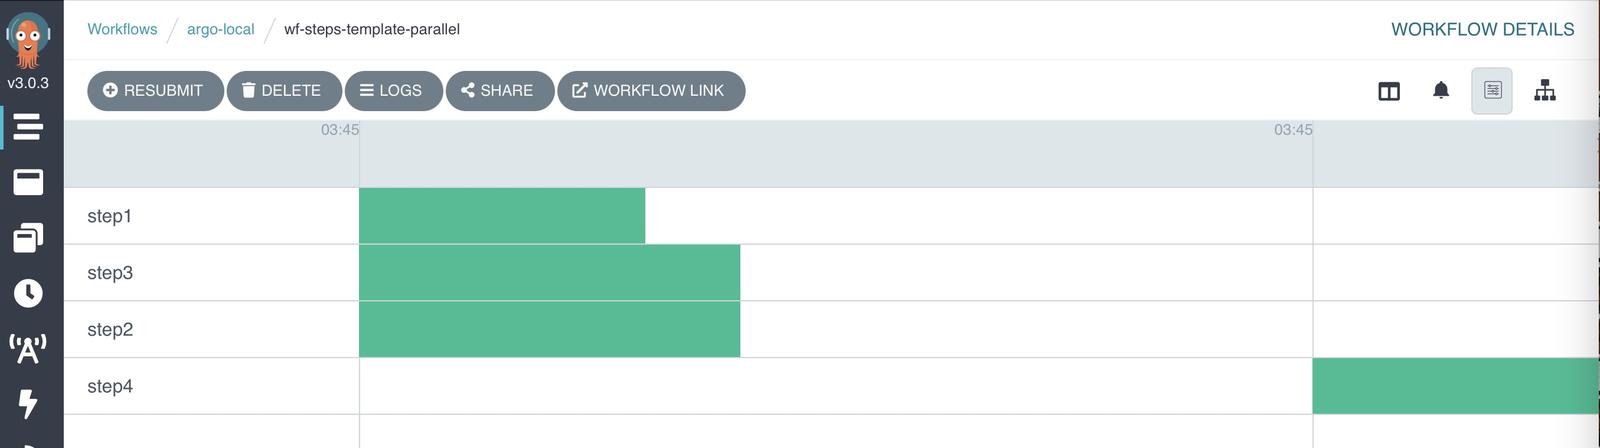 Workflows / argo-local / wf-steps-template-parallel WORKFLOW DETAILS
v3.0.3
RESUBMIT DELETE LOGS SHARE WORKFLOW LINK
03:45 03:45
step1
step3
step2
step4